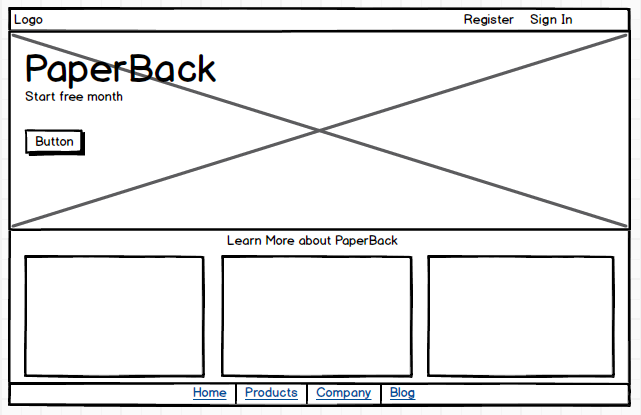 Logo Register Sign In
PaperBack
Start free month
Button
Learn More about PaperBack
Home Products Company Blog